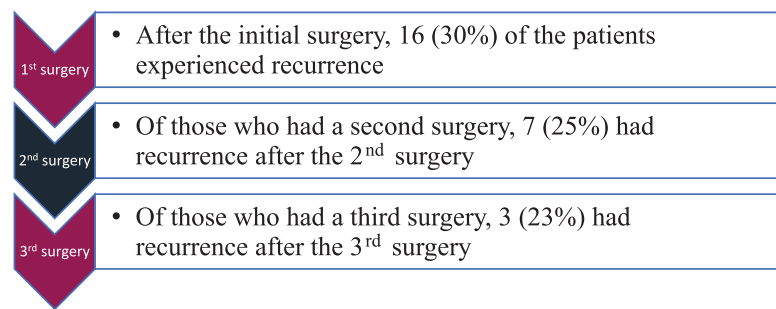 1st surgery
• After the initial surgery, 16 (30%) of the patients
experienced recurrence
2nd surgery
• Of those who had a second surgery, 7 (25%) had
recurrence after the 2nd surgery
3rd surgery
• Of those who had a third surgery, 3 (23%) had
recurrence after the 3rd surgery